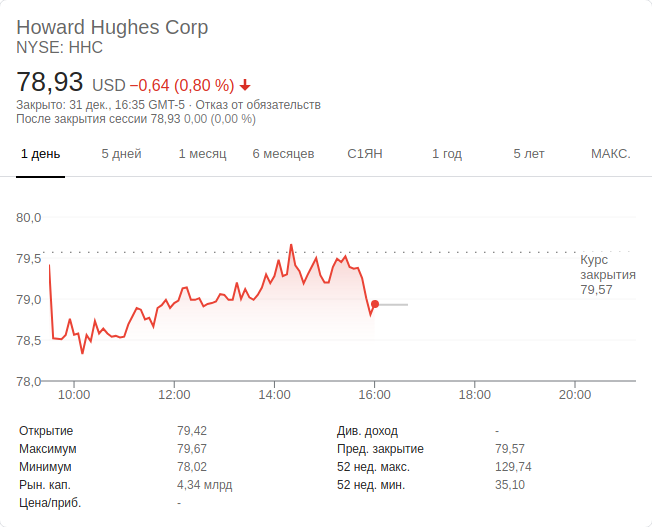 Howard Hughes Corp
NYSE: HHC
78,93 USD −0,64 (0,80 %)
Закрыто: 31 дек., 16:35 GMT-5 · Отказ от обязательств
После закрытия сессии 78,93 0,00 (0,00 %)
1 день 5 дней 1 месяц 6 месяцев С1ЯН 1 год 5 лет МАКС.
80,0
79,5
79,0
78,5
78,0
Курс
закрытия
79,57
10:00 12:00 14:00 16:00 18:00 20:00
Открытие 79,42 Див. доход -
Максимум 79,67 Пред. закрытие 79,57
Минимум 78,02 52 нед. макс. 129,74
Рын. кап. 4,34 млрд 52 нед. мин. 35,10
Цена/приб. -